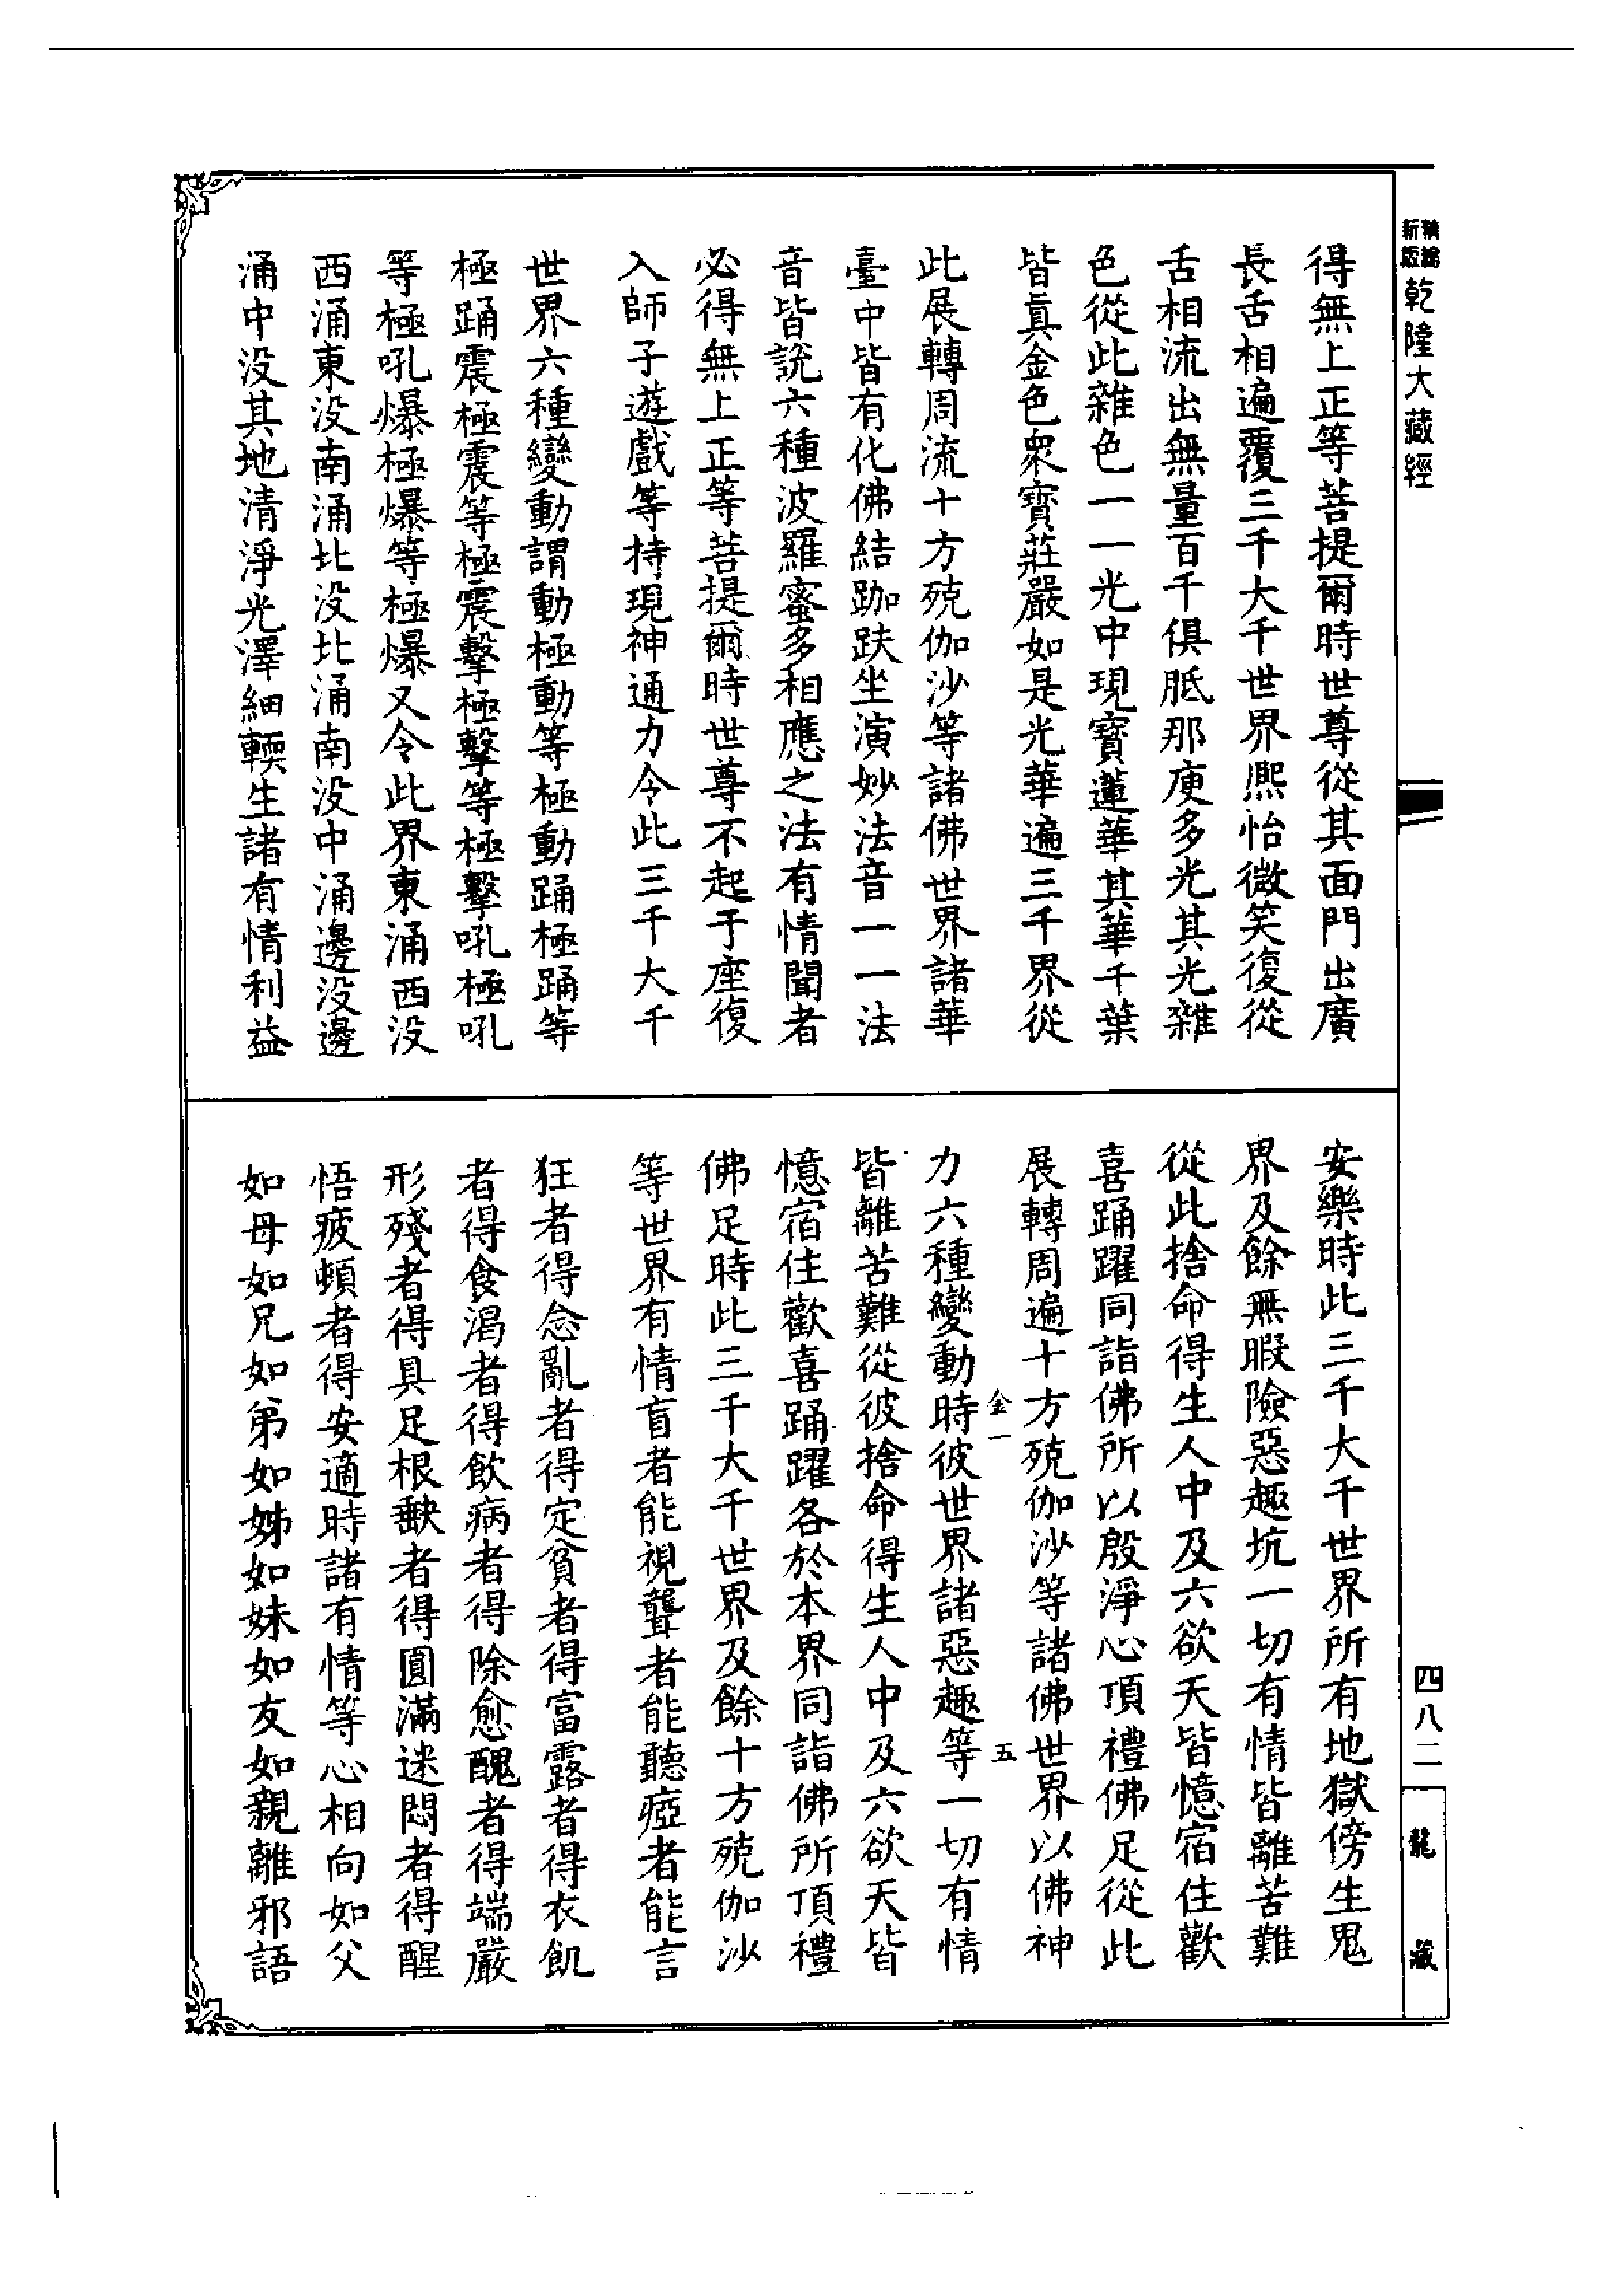 精編新版乾隆大藏經
得無上正等菩提爾時世尊從其面門出廣
長舌相遍覆三千大千世界熈怡微笑復從
舌相流出無量百千俱胝那庾多光其光雜
色從此雜色一一光中現寳蓮華其華千葉
皆眞金色衆寳莊嚴如是光華遍三千界從
此展轉周流十方殑伽沙等諸佛世界諸華
臺中皆有化佛結跏趺坐演妙法音一一法
音皆說六種波羅蜜多相應之法有情聞者
必得無上正等菩提爾時世尊不起于座復
入師子遊戲等持現神通力令此三千大千
世界六種變動謂動極動等極動踊極踊等
極踊震極震等極震擊極擊等極擊吼極吼
等極吼爆極爆等極爆又令此界東涌西没
西涌東没南涌北没北涌南没中涌邊没邊
涌中没其地清淨光澤細輭生諸有情利益
安樂時此三千大千世界所有地獄傍生鬼
界及餘無暇險惡趣坑一切有情皆離苦難
從此捨命得生人中及六欲天皆憶宿住歡
喜踊躍同詣佛所以殷淨心頂禮佛足從此
展轉周遍十方殑伽沙等諸佛世界以佛神
金一 五
力六種變動時彼世界諸惡趣等一切有情
皆離苦難從彼捨命得生人中及六欲天皆
憶宿住歡喜踊躍各於本界同詣佛所頂禮
佛足時此三千大千世界及餘十方殑伽沙
等世界有情盲者能視聾者能聽瘂者能言
狂者得念亂者得定貧者得富露者得衣飢
者得食渴者得飲病者得除愈醜者得端嚴
形殘者得具足根缺者得圓滿迷悶者得醒
悟疲頓者得安適時諸有情等心相向如父
如母如兄如弟如姊如妹如友如親離邪語
四八二
龍藏